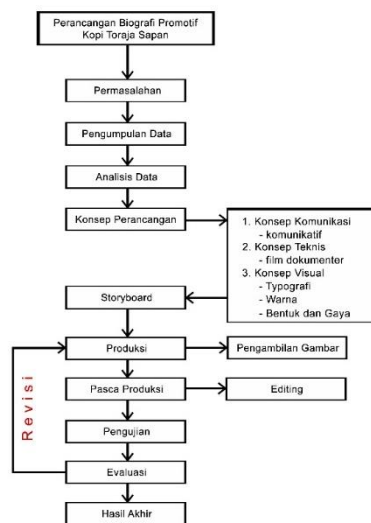 Perancangan Biografi Promotif
Kopi Toraja Sapan
Permasalahan
Pengumpulan Data
Analisis Data
Konsep Perancangan
1. Konsep Komunikasi
- komunikatif
2. Konsep Teknis
- film dokumenter
3. Konsep Visual
- Typografi
- Warna
- Bentuk dan Gaya
Storyboard
Produksi
Pengambilan Gambar
Pasca Produksi
Editing
Pengujian
Evaluasi
Revisi
Hasil Akhir